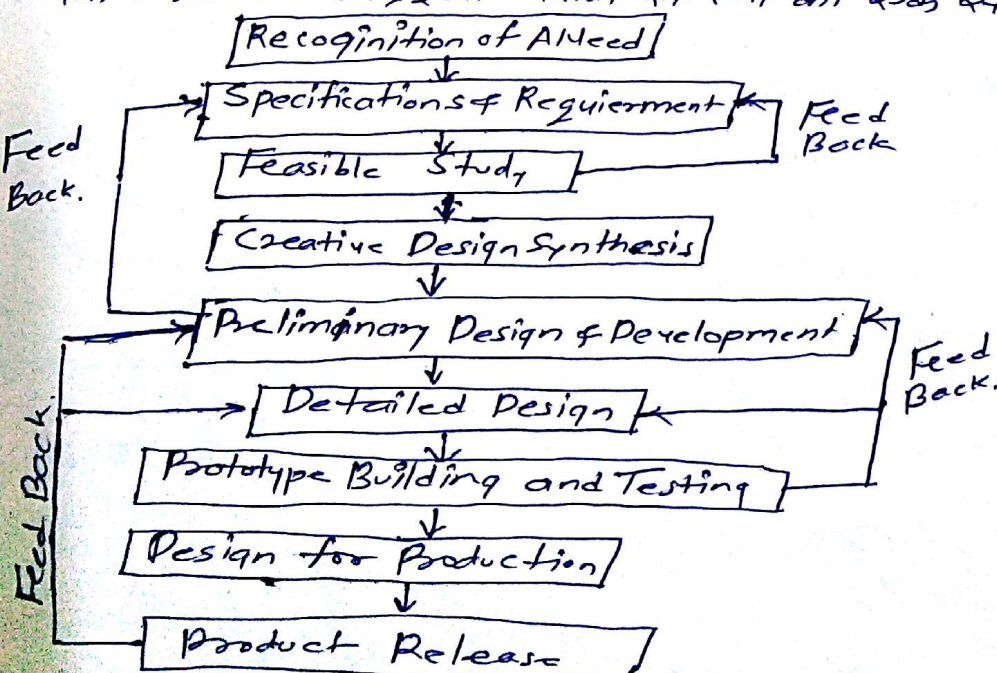 Recoginition of A Need
Specifications & Requierment
Feed Back
Feed Back.
Feasible Study
Creative Design Synthesis
Preliminary Design & Development
Feed Back.
Detailed Design
Feed Back.
Prototype Building and Testing
Design for Production
Product Release